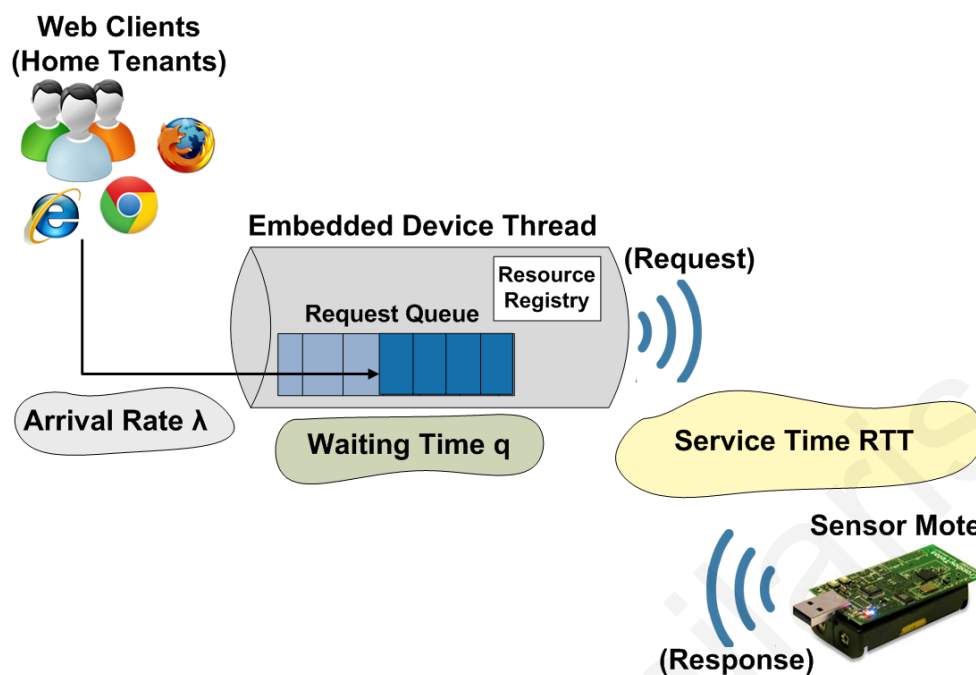 Web Clients
(Home Tenants)
Embedded Device Thread
(Request)
Resource
Registry
Request Queue
Arrival Rate λ
Waiting Time q
Service Time RTT
Sensor Mote
(Response)